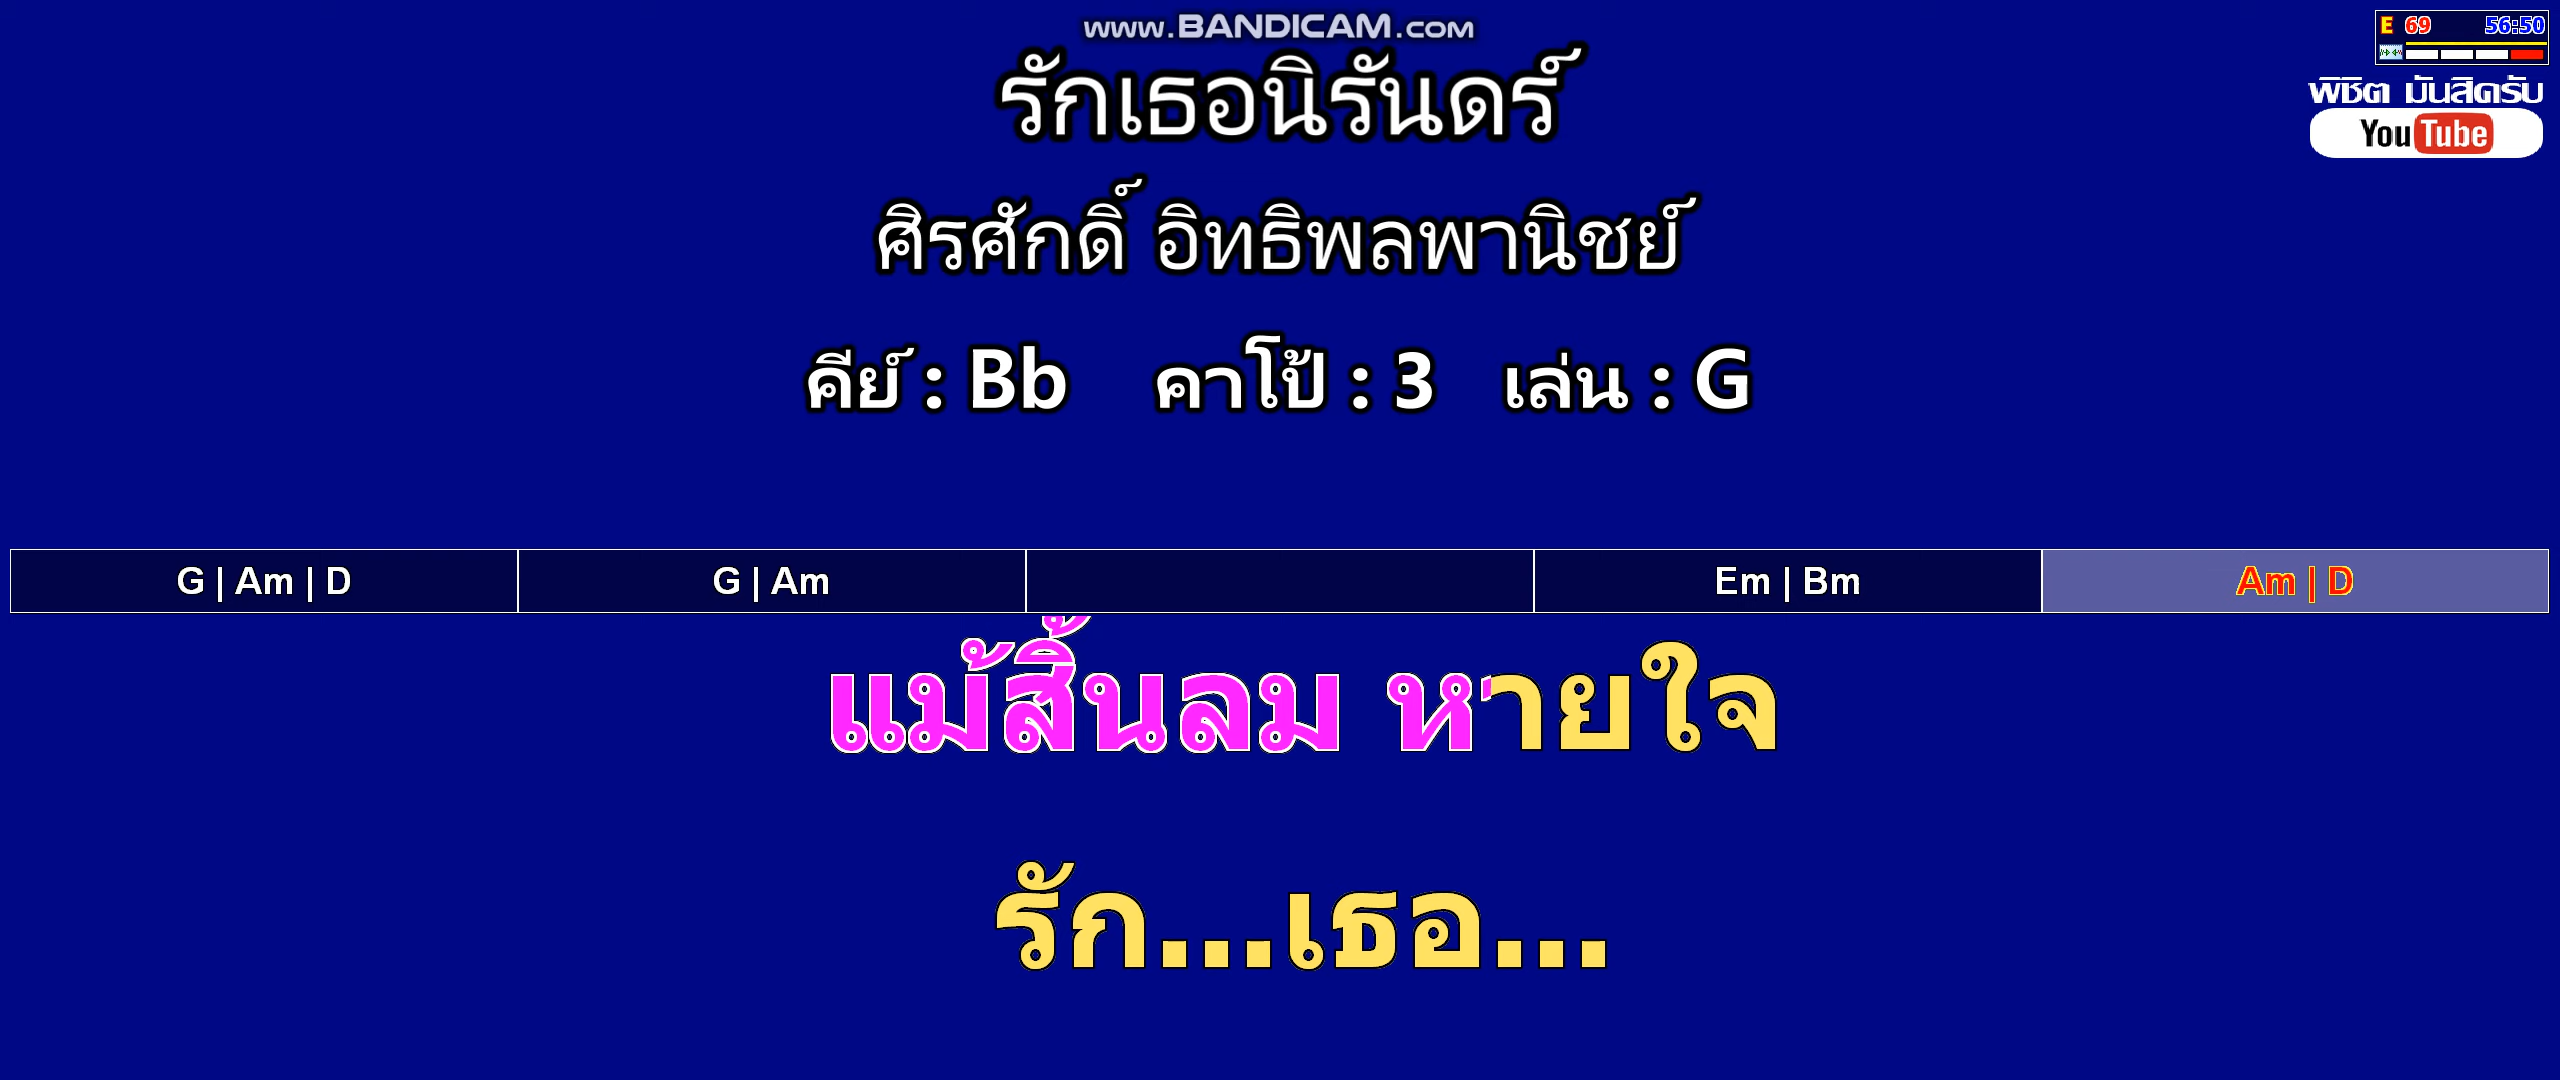 www.BANDICAM.com
E 69 56:50
รักเธอนิรันดร์
พิชิต มันสิครับ
YouTube
ศิรศักดิ์ อิทธิพลพานิชย์
คีย์ : Bb คาโป้ : 3 เล่น : G
G | Am | D G | Am Em | Bm Am | D
แม้สิ้นลม หายใจ
รัก...เธอ...